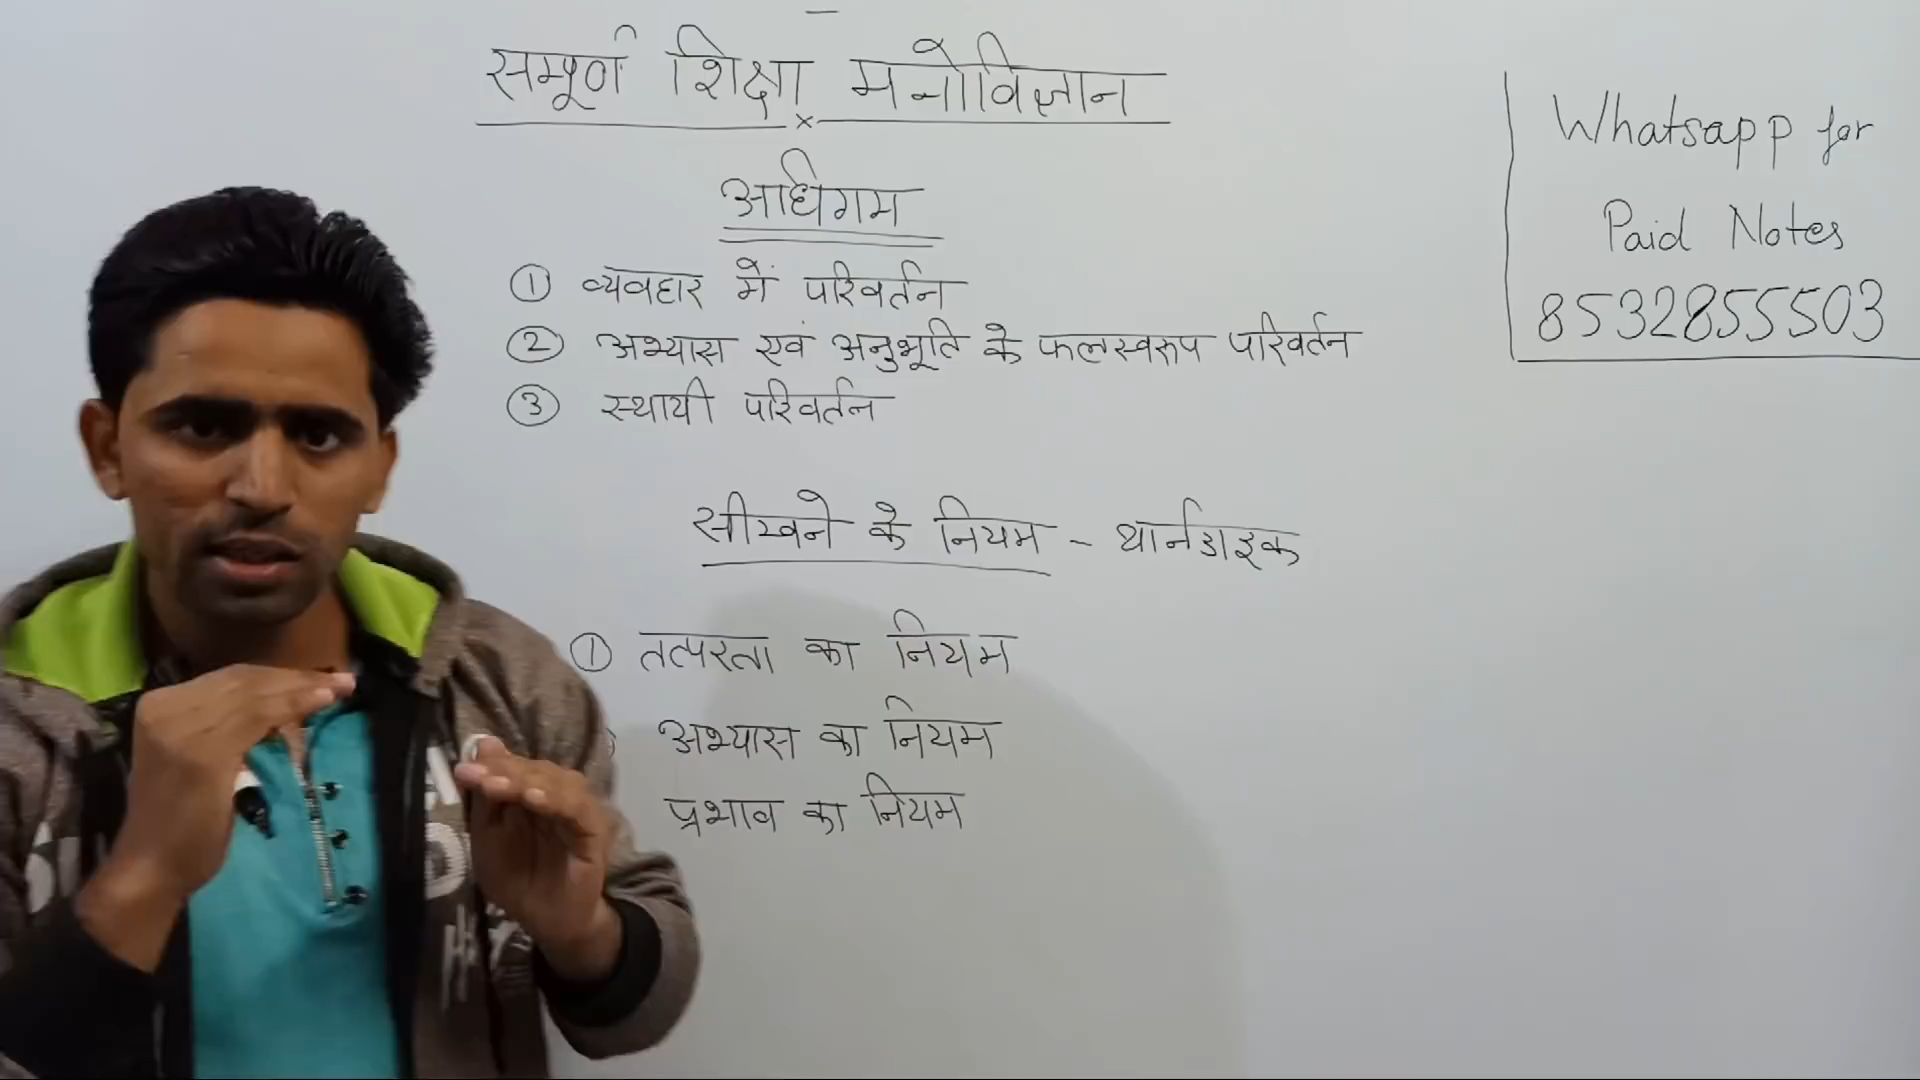 सम्पूर्ण शिक्षा मनोविज्ञान
अधिगम
① व्यवहार में परिवर्तन
② अभ्यास एवं अनुभूति के फलस्वरूप परिवर्तन
③ स्थायी परिवर्तन
सीखने के नियम - थार्नडाइक
① तत्परता का नियम
अभ्यास का नियम
प्रभाव का नियम
Whatsapp for
Paid Notes
8532855503